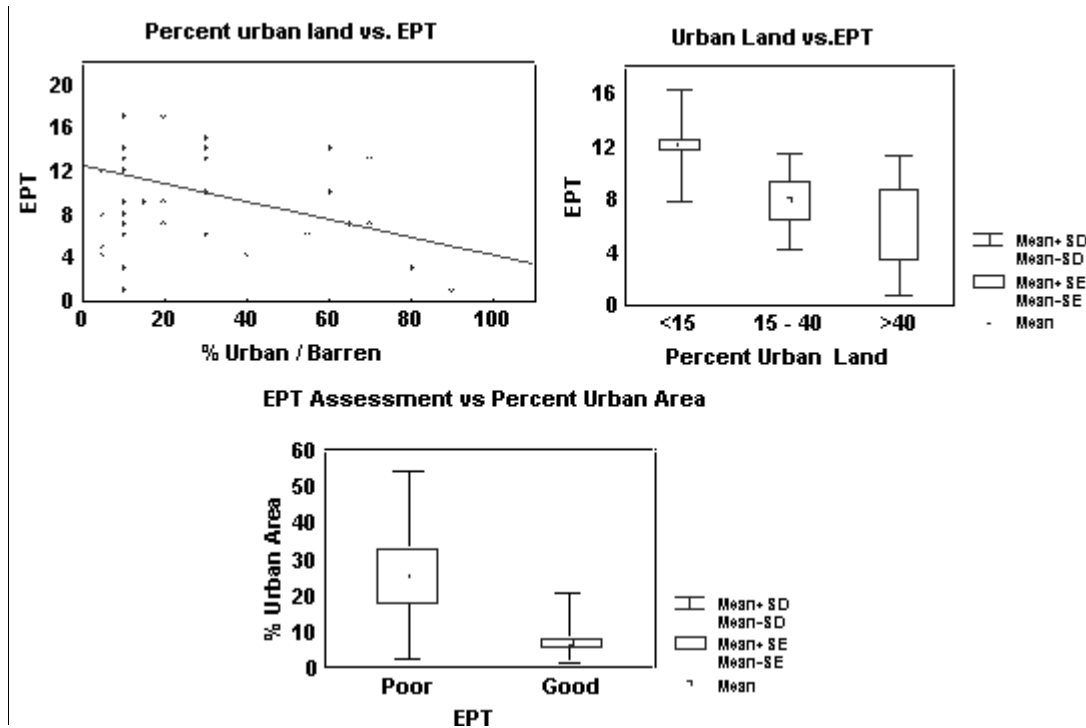 Percent urban land vs. EPT
EPT
20
16
12
8
4
0
0 20 40 60 80 100
% Urban / Barren
Urban Land vs.EPT
EPT
16
12
8
4
0
<15 15 - 40 >40
Percent Urban Land
Mean+ SD
Mean-SD
Mean+ SE
Mean-SE
Mean
EPT Assessment vs Percent Urban Area
% Urban Area
60
50
40
30
20
10
0
Poor Good
EPT
Mean+ SD
Mean-SD
Mean+ SE
Mean-SE
Mean